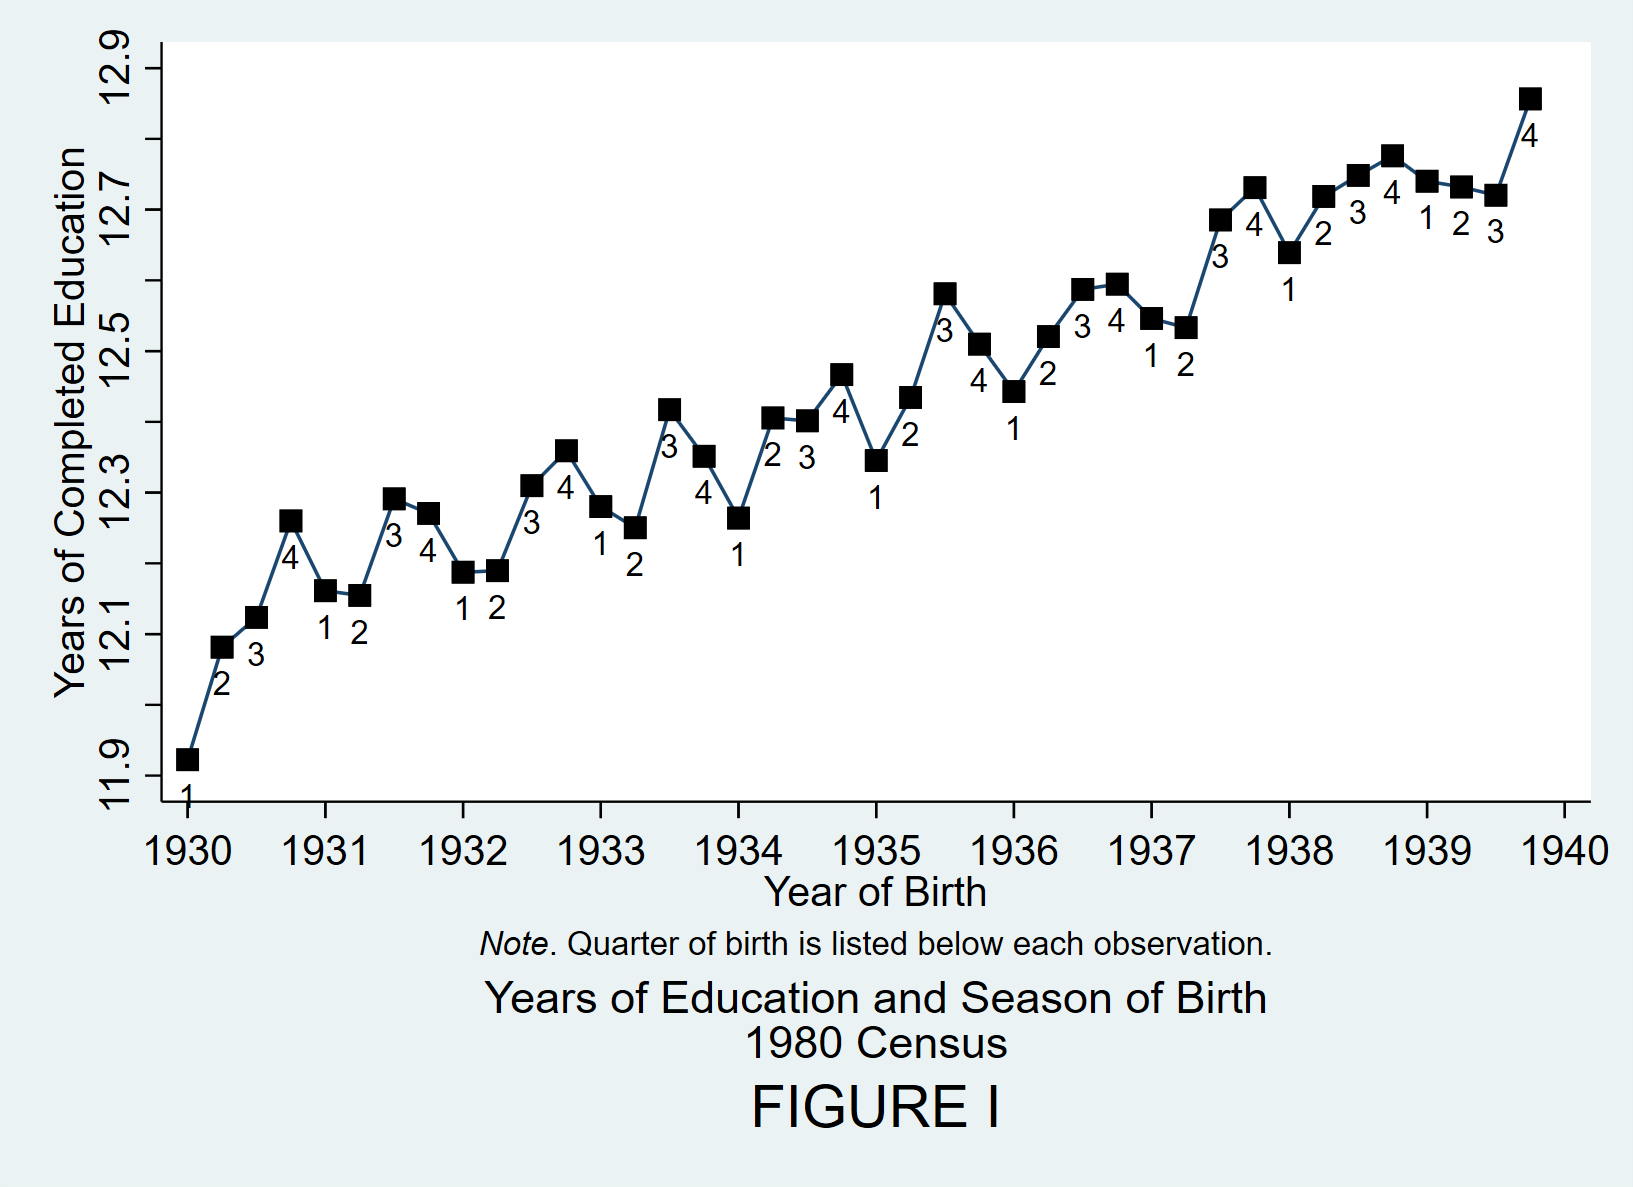 12.9
12.7
12.5
12.3
12.1
11.9
Years of Completed Education
1 2 3 4 1 2 3 4 1 2 3 4 1 2 3 4 1 2 3 4 1 2 3 4 1 2 3 4 1 2 3 4 1 2 3 4 1 2 3 4
1930 1931 1932 1933 1934 1935 1936 1937 1938 1939 1940
Year of Birth
Note. Quarter of birth is listed below each observation.
Years of Education and Season of Birth
1980 Census
FIGURE I